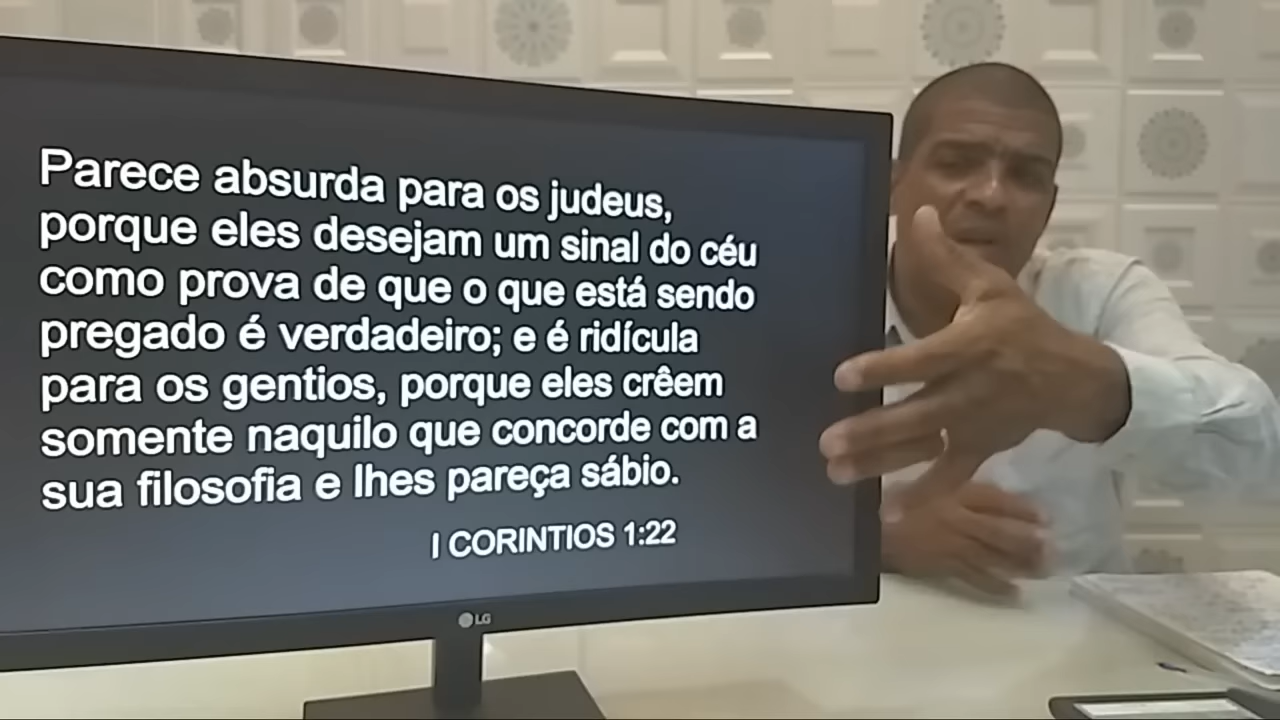 Parece absurda para os judeus,
porque eles desejam um sinal do céu
como prova de que o que está sendo
pregado é verdadeiro; e é ridícula
para os gentios, porque eles crêem
somente naquilo que concorde com a
sua filosofia e lhes pareça sábio.
I CORINTIOS 1:22
LG